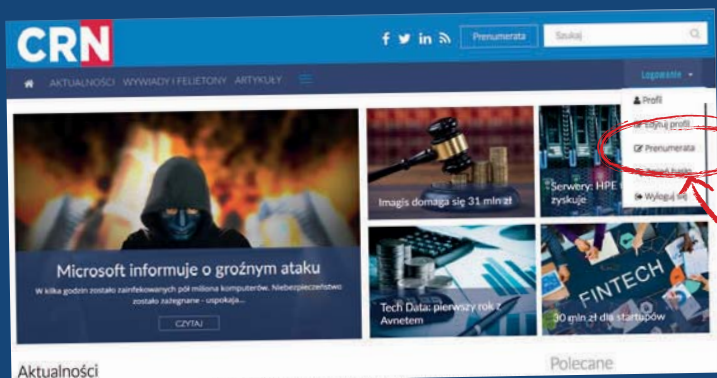 CRN
Prenumerata
Szukaj
AKTUALNOŚCI WYWIADY I FELIETONY ARTYKUŁY
Logowanie
Profil
Edytuj profil
Prenumerata
Wyloguj się
Microsoft informuje o groźnym ataku
W kilka godzin zostało zainfekowanych pół miliona komputerów. Niebezpieczeństwo
zostało zażegnane - uspokaja...
CZYTAJ
Imagis domaga się 31 mln zł
Serwery: HPE
zyskuje
Tech Data: pierwszy rok z
Avnetem
FINTECH
30 mln zł dla startupów
Aktualności
Polecane